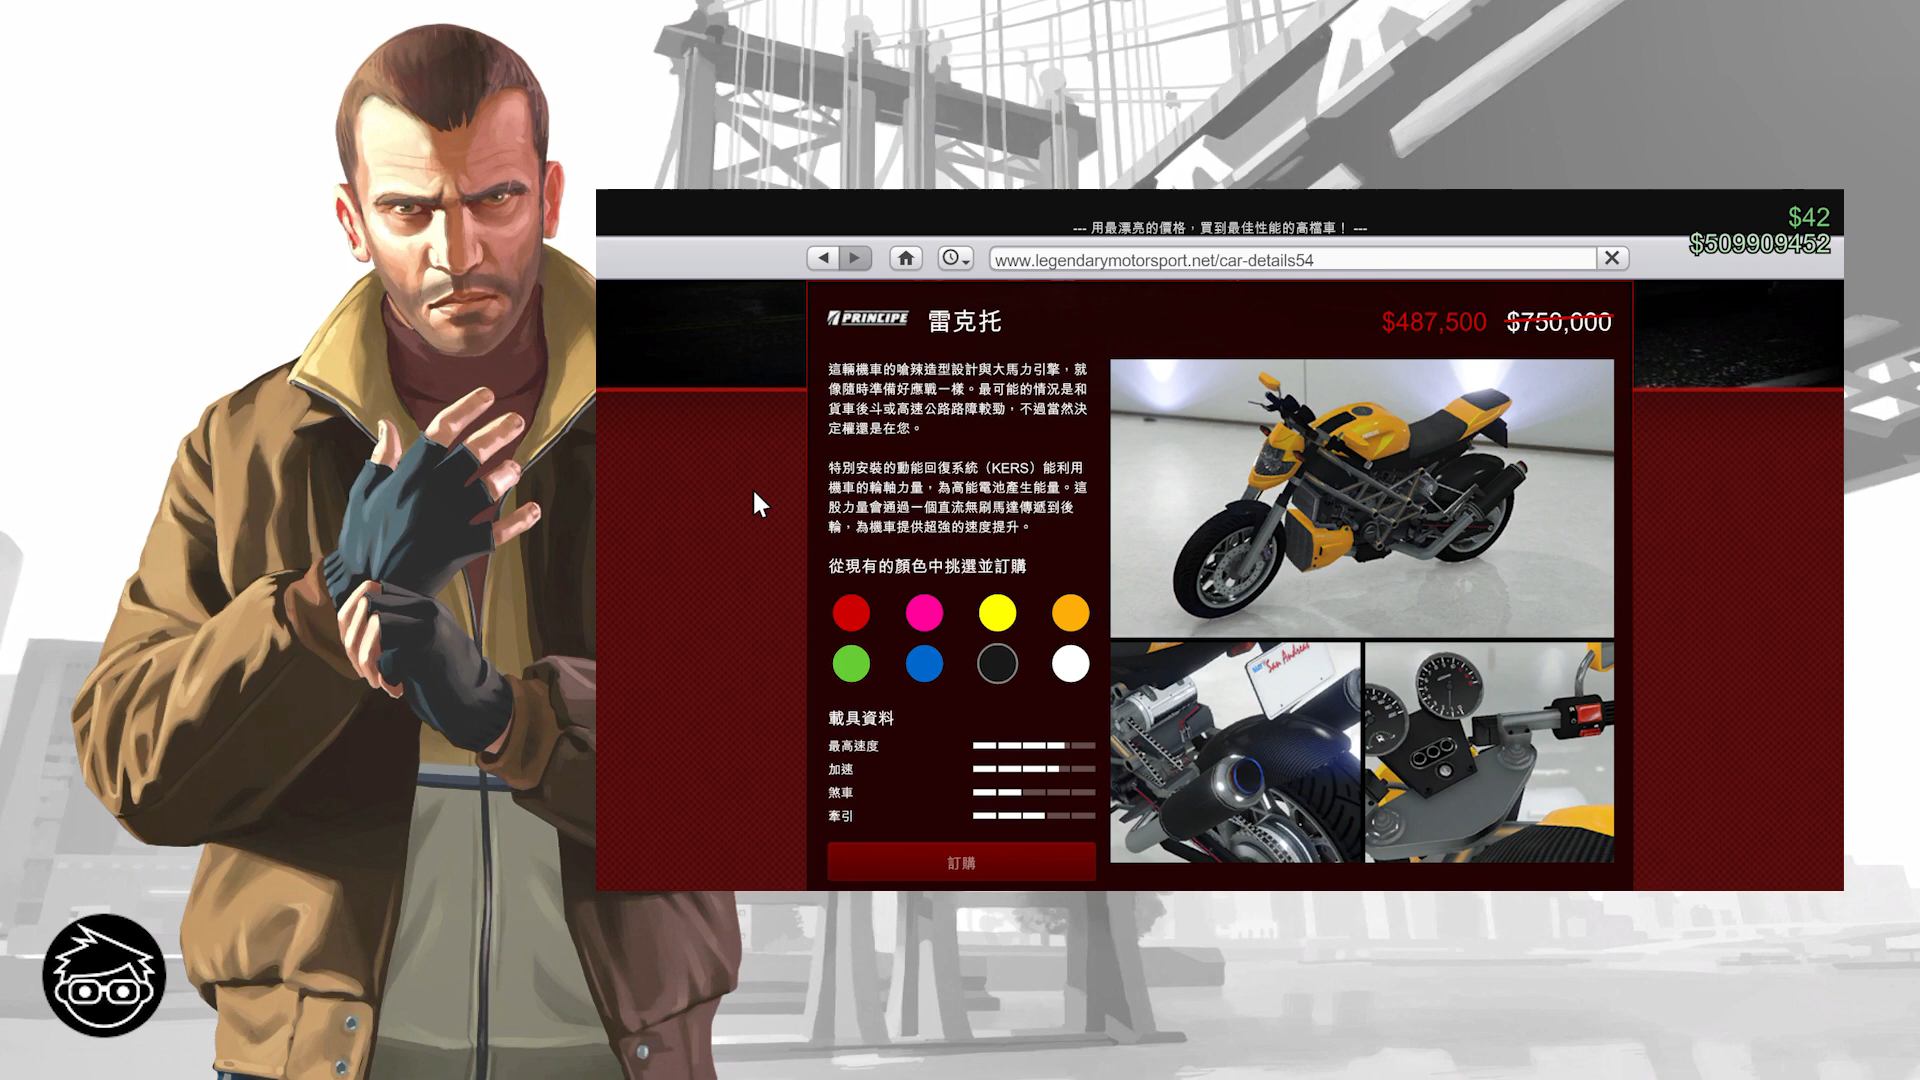 $42
--- 用最漂亮的價格，買到最佳性能的高檔車！ ---
$509909452
www.legendarymotorsport.net/car-details54
PRINCIPE 雷克托 $487,500 $750,000
這輛機車的嗆辣造型設計與大馬力引擎，就
像隨時準備好應戰一樣。最可能的情況是和
貨車後斗或高速公路路障較勁，不過當然決
定權還是在您。
特別安裝的動能回復系統（KERS）能利用
機車的輪軸力量，為高能電池產生能量。這
股力量會通過一個直流無刷馬達傳遞到後
輪，為機車提供超強的速度提升。
從現有的顏色中挑選並訂購
San Andreas
載具資料
最高速度
加速
煞車
牽引
訂購